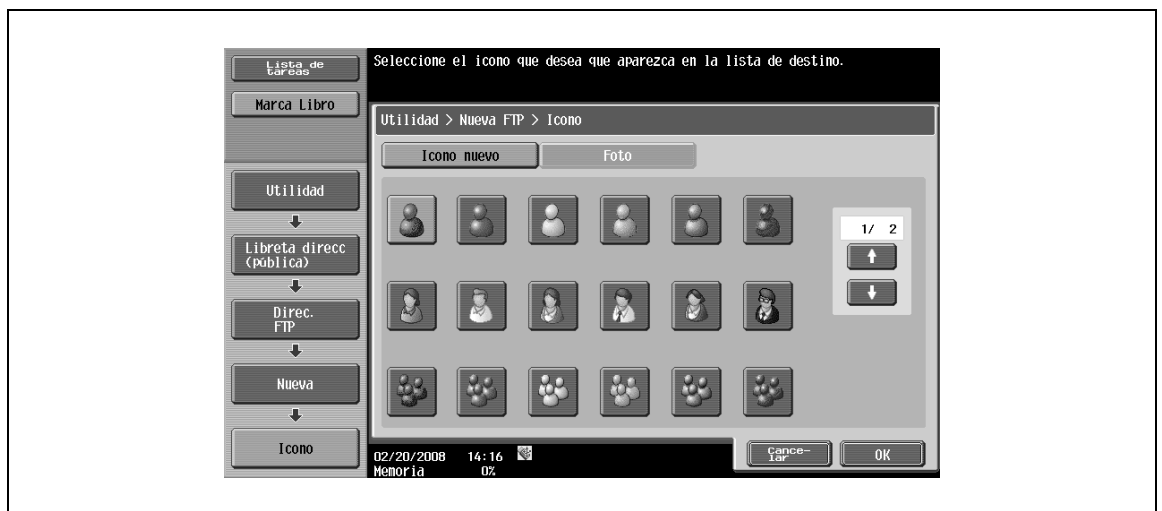 Lista de
tareas
Seleccione el icono que desea que aparezca en la lista de destino.
Marca Libro
Utilidad > Nueva FTP > Icono
Icono nuevo
Foto
Utilidad
1/ 2
Libreta direcc
(pública)
Direc.
FTP
Nueva
Icono
02/20/2008 14:16
Memoria 0%
Cance-
lar
OK